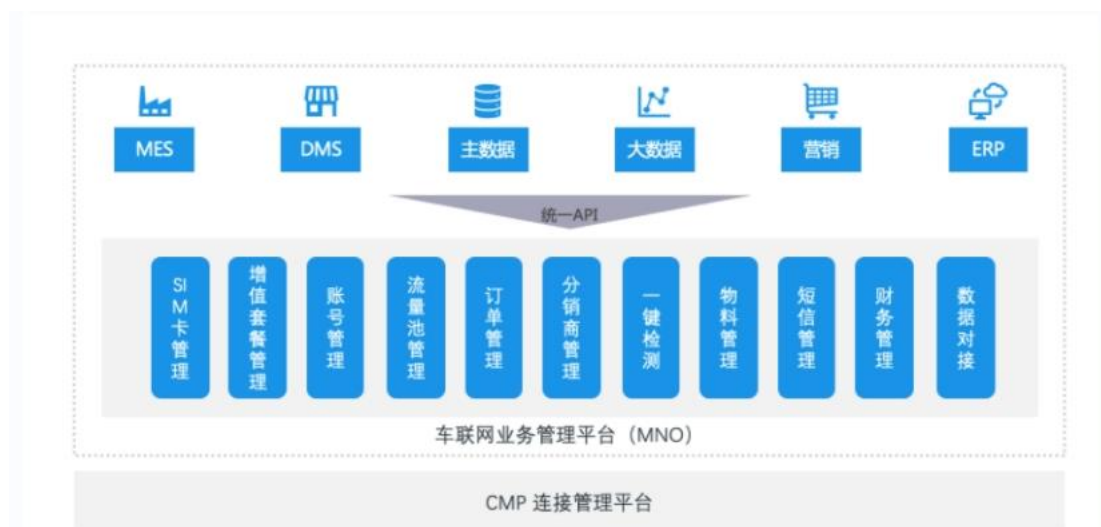 MES
DMS
主数据
大数据
营销
ERP
统一API
SIM卡管理
增值套餐管理
账号管理
流量池管理
订单管理
分销商管理
一键检测
物料管理
短信管理
财务管理
数据对接
车联网业务管理平台（MNO）
CMP 连接管理平台